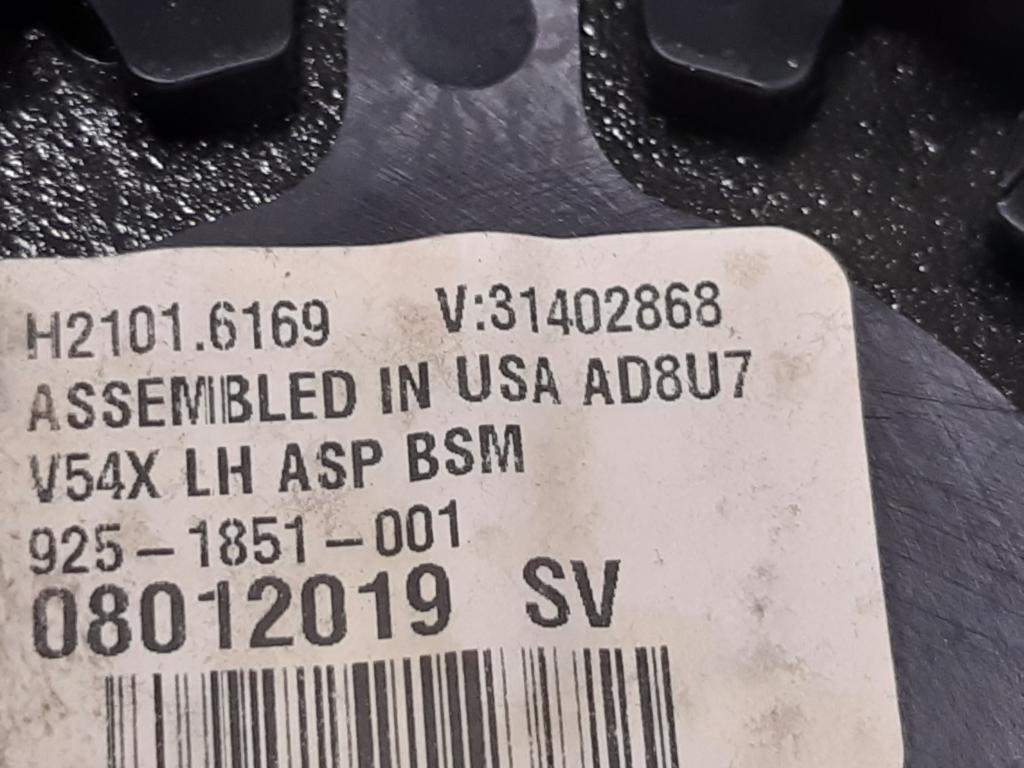 H2101.6169 V:31402868
ASSEMBLED IN USA AD8U7
V54X LH ASP BSM
925-1851-001
08012019 SV